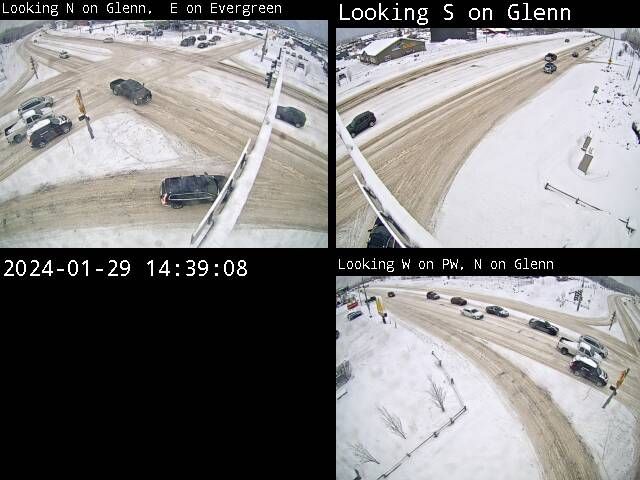 Looking N on Glenn, E on Evergreen
Looking S on Glenn
2024-01-29 14:39:08
Looking W on PW, N on Glenn